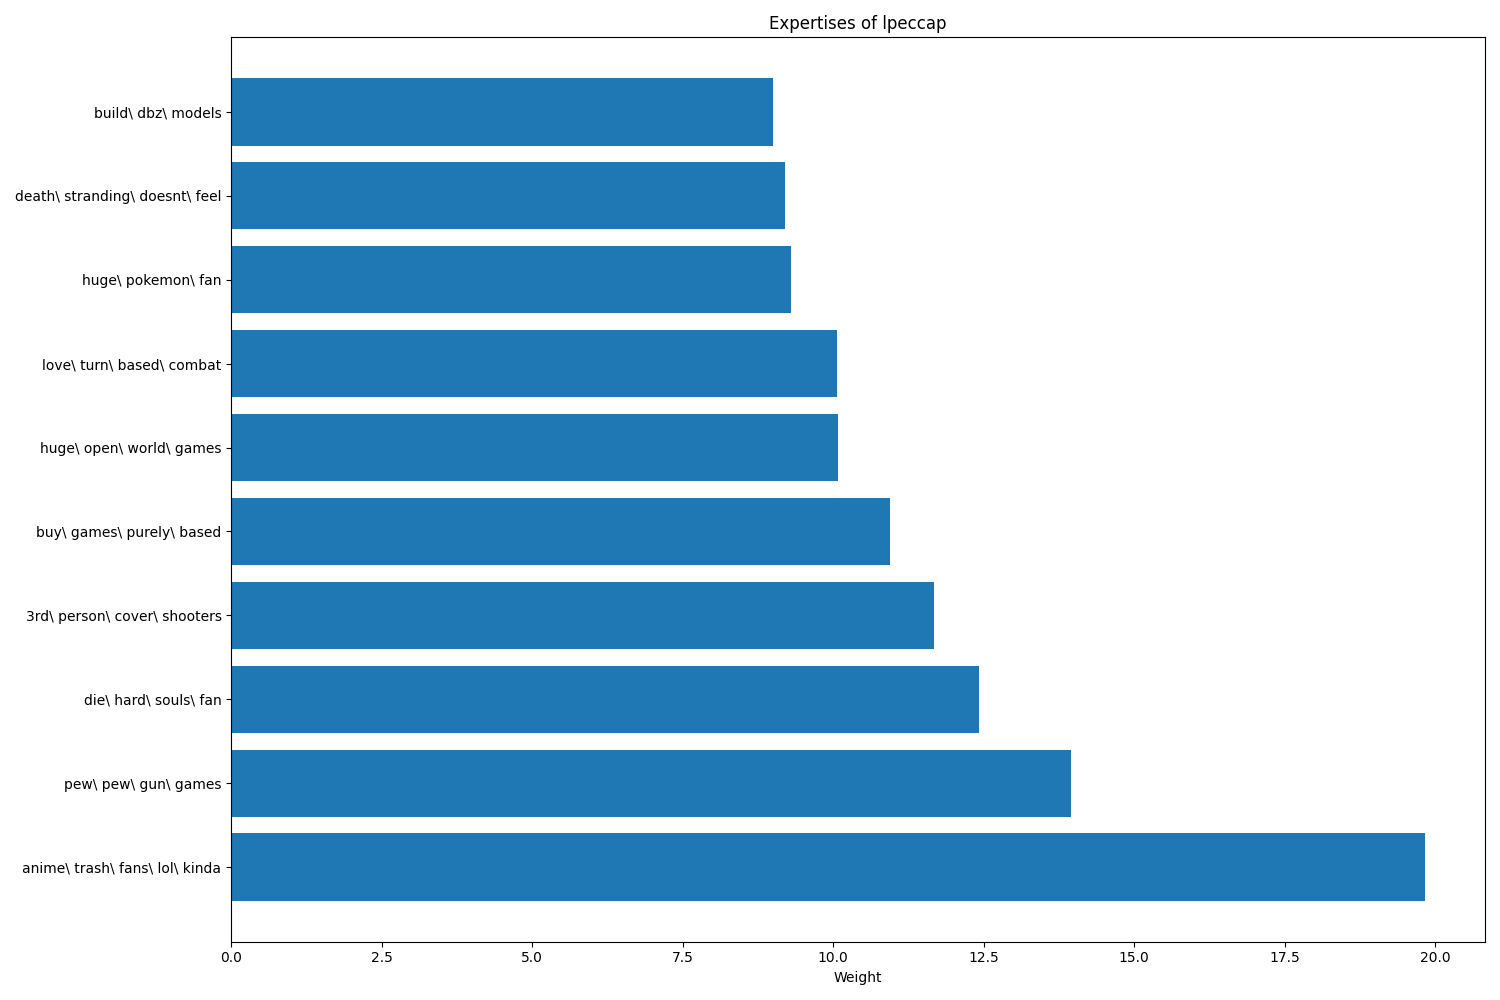 Expertises of lpeccap
build\ dbz\ models
death\ stranding\ doesnt\ feel
huge\ pokemon\ fan
love\ turn\ based\ combat
huge\ open\ world\ games
buy\ games\ purely\ based
3rd\ person\ cover\ shooters
die\ hard\ souls\ fan
pew\ pew\ gun\ games
anime\ trash\ fans\ lol\ kinda
0.0 2.5 5.0 7.5 10.0 12.5 15.0 17.5 20.0
Weight